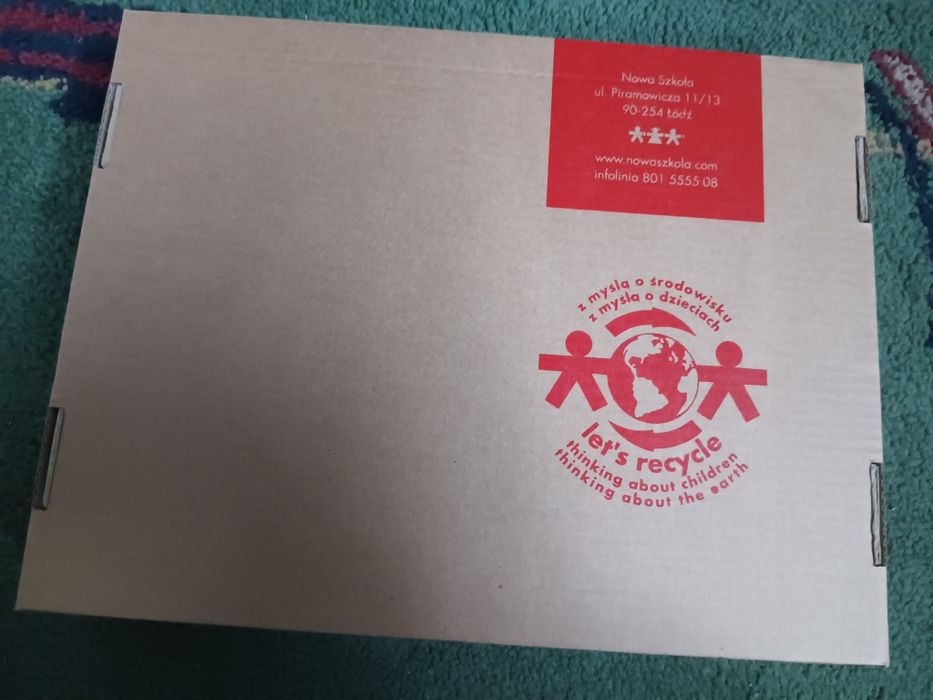 Nowa Szkoła
ul. Piramowicza 11/13
90-254 Łódź
www.nowaszkola.com
infolinia 801 5555 08
z myślą o środowisku
z myślą o dzieciach
let's recycle
thinking about children
thinking about the earth